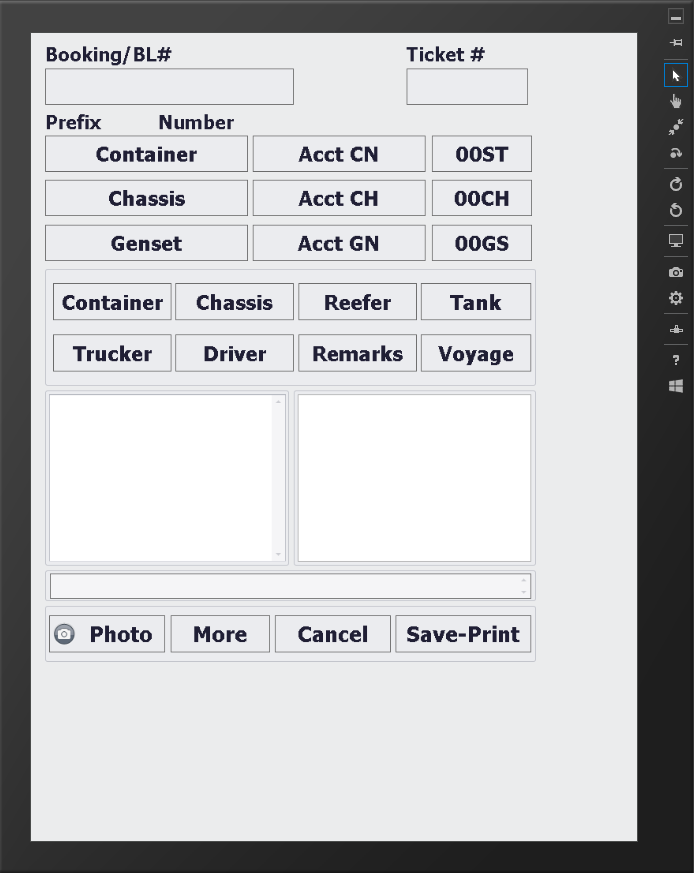 Booking/BL# Ticket #
Prefix Number
Container Acct CN 00ST
Chassis Acct CH 00CH
Genset Acct GN 00GS
Container Chassis Reefer Tank
Trucker Driver Remarks Voyage
Photo More Cancel Save-Print
?